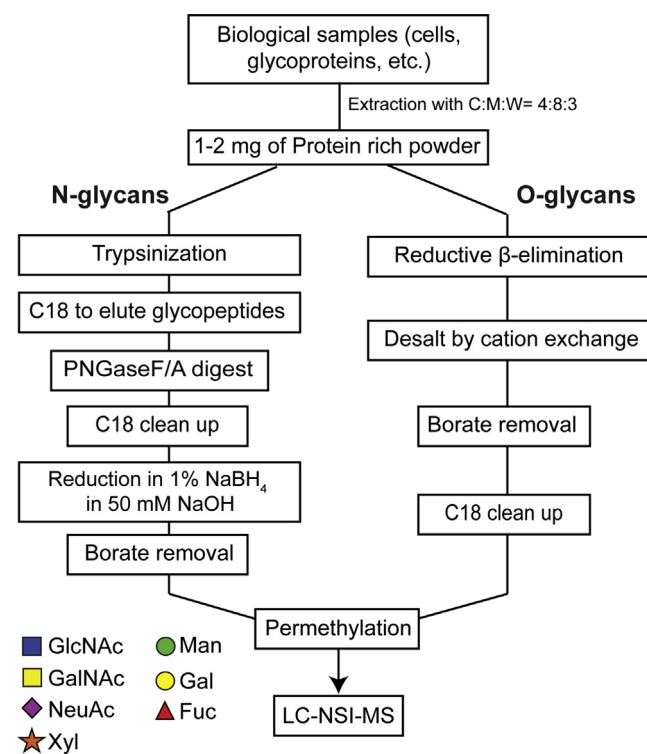 Biological samples (cells,
glycoproteins, etc.)
Extraction with C:M:W= 4:8:3
1-2 mg of Protein rich powder
N-glycans
O-glycans
Trypsinization
C18 to elute glycopeptides
PNGaseF/A digest
C18 clean up
Reduction in 1% NaBH4
in 50 mM NaOH
Borate removal
Reductive β-elimination
Desalt by cation exchange
Borate removal
C18 clean up
Permethylation
LC-NSI-MS
GlcNAc
GalNAc
NeuAc
Xyl
Man
Gal
Fuc